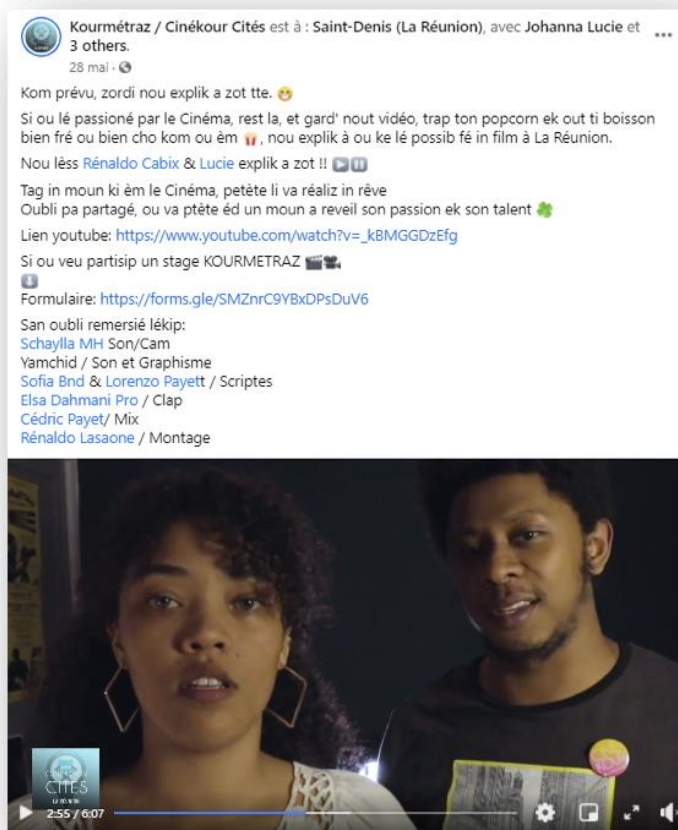 Kourmétraz / Cinékour Cités est à : Saint-Denis (La Réunion), avec Johanna Lucie et
3 others.
28 mai
Kom prévu, zordi nou explik a zot tte.
Si ou lé passioné par le Cinéma, rest la, et gard' nout vidéo, trap ton popcorn ek out ti boisson
bien fré ou bien cho kom ou èm 🍿, nou explik à ou ke lé possib fé in film à La Réunion.
Nou lèss Rénaldo Cabix & Lucie explik a zot !!
Tag in moun ki èm le Cinéma, petète li va réaliz in rêve
Oubli pa partagé, ou va ptète éd un moun a reveil son passion ek son talent 🍀
Lien youtube: https://www.youtube.com/watch?v=_kBMGGDzEfg
Si ou veu partisip un stage KOURMETRAZ
Formulaire: https://forms.gle/SMZnrC9YBxDPsDuV6
San oubli remersié lékip:
Schaylla MH Son/Cam
Yamchid / Son et Graphisme
Sofia Bnd & Lorenzo Payett / Scriptes
Elsa Dahmani Pro / Clap
Cédric Payet/ Mix
Rénaldo Lasaone / Montage
CITÉS
LA RÉUNION
2:55 / 6:07